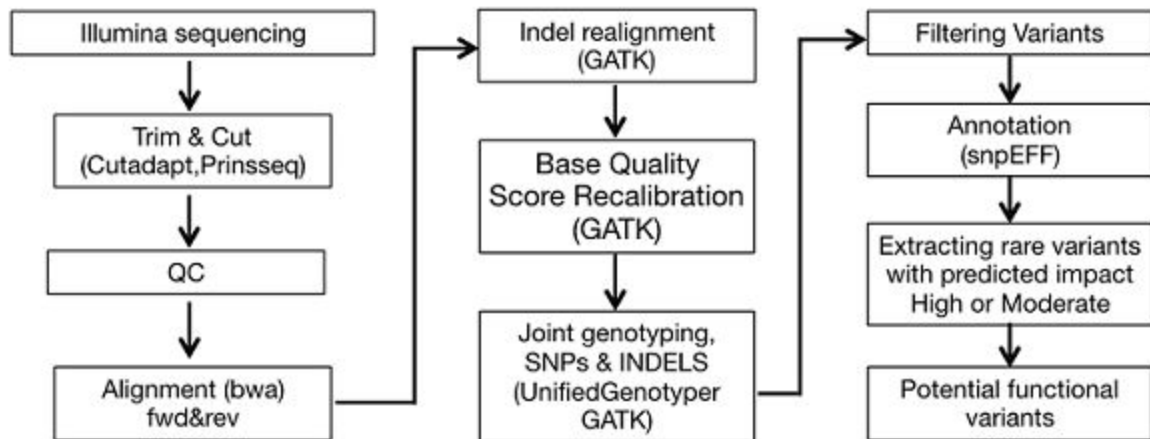 Illumina sequencing
Trim & Cut
(Cutadapt,Prinsseq)
QC
Alignment (bwa)
fwd&rev
Indel realignment
(GATK)
Base Quality
Score Recalibration
(GATK)
Joint genotyping,
SNPs & INDELS
(UnifiedGenotyper
GATK)
Filtering Variants
Annotation
(snpEFF)
Extracting rare variants
with predicted impact
High or Moderate
Potential functional
variants